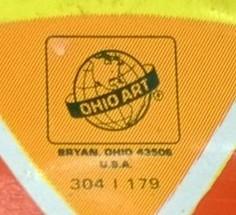 OHIO ART®
BRYAN, OHIO 43506
U.S.A.
304 I 179